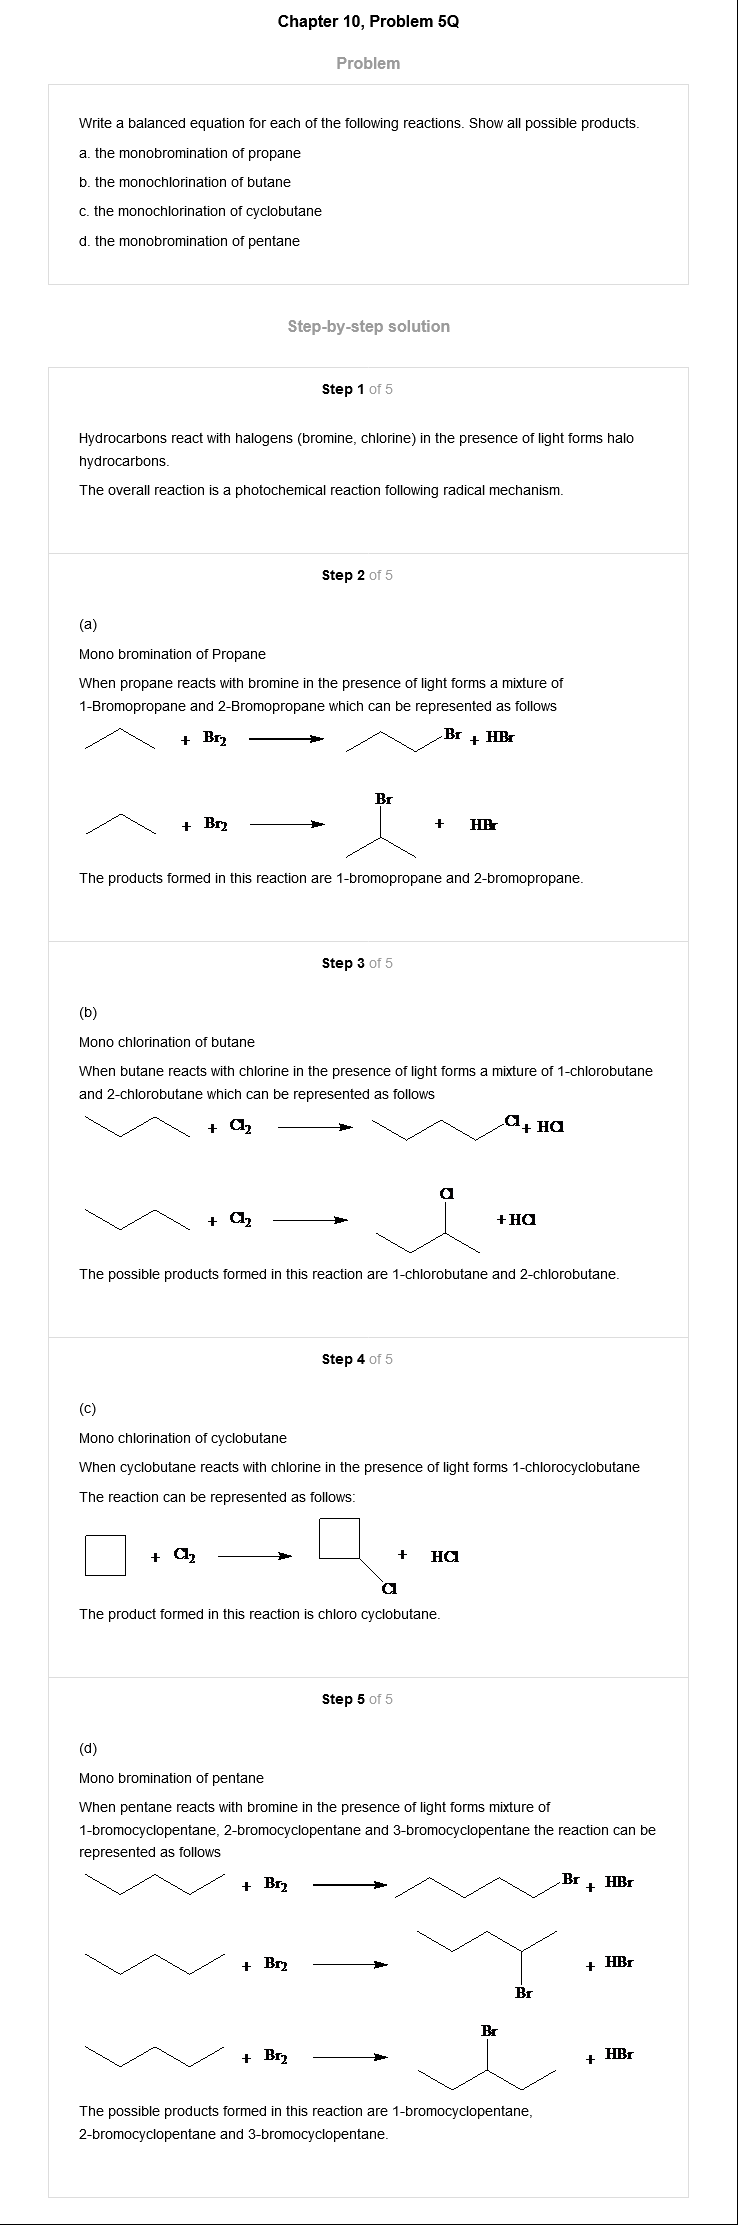 Chapter 10, Problem 5Q
Problem
Write a balanced equation for each of the following reactions. Show all possible products.
a. the monobromination of propane
b. the monochlorination of butane
c. the monochlorination of cyclobutane
d. the monobromination of pentane
Step-by-step solution
Step 1 of 5
Hydrocarbons react with halogens (bromine, chlorine) in the presence of light forms halo
hydrocarbons.
The overall reaction is a photochemical reaction following radical mechanism.
Step 2 of 5
(a)
Mono bromination of Propane
When propane reacts with bromine in the presence of light forms a mixture of
1-Bromopropane and 2-Bromopropane which can be represented as follows
+ Br2 Br + HBr
Br
+ Br2 + HBr
The products formed in this reaction are 1-bromopropane and 2-bromopropane.
Step 3 of 5
(b)
Mono chlorination of butane
When butane reacts with chlorine in the presence of light forms a mixture of 1-chlorobutane
and 2-chlorobutane which can be represented as follows
+ Cl2 Cl + HCl
Cl
+ Cl2 + HCl
The possible products formed in this reaction are 1-chlorobutane and 2-chlorobutane.
Step 4 of 5
(c)
Mono chlorination of cyclobutane
When cyclobutane reacts with chlorine in the presence of light forms 1-chlorocyclobutane
The reaction can be represented as follows:
+ Cl2 + HCl
Cl
The product formed in this reaction is chloro cyclobutane.
Step 5 of 5
(d)
Mono bromination of pentane
When pentane reacts with bromine in the presence of light forms mixture of
1-bromocyclopentane, 2-bromocyclopentane and 3-bromocyclopentane the reaction can be
represented as follows
+ Br2 Br + HBr
+ Br2 + HBr
Br
Br
+ Br2 + HBr
The possible products formed in this reaction are 1-bromocyclopentane,
2-bromocyclopentane and 3-bromocyclopentane.